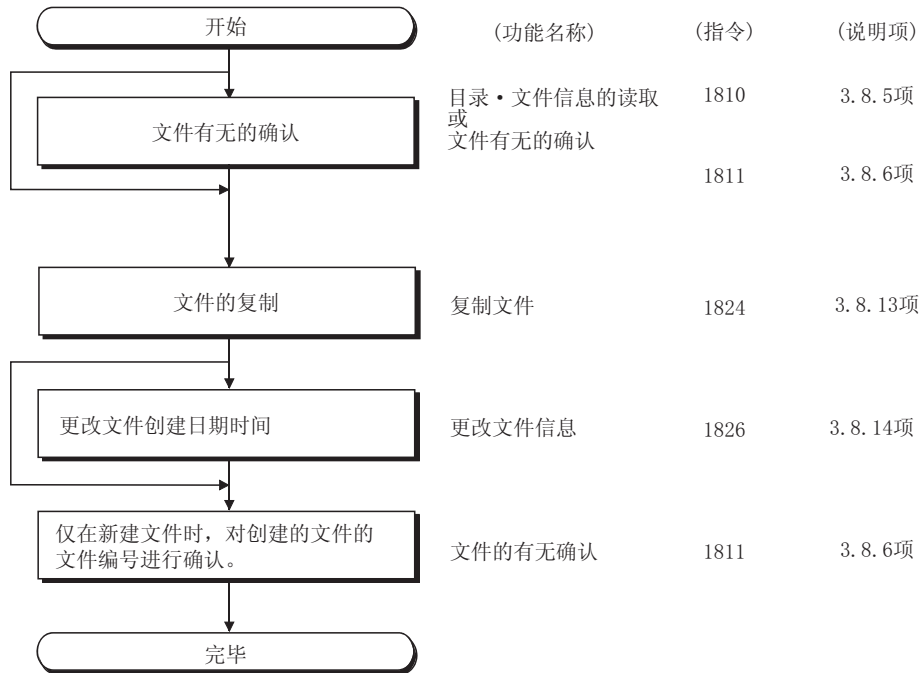 开始 (功能名称) (指令) (说明项)
目录·文件信息的读取 1810 3.8.5项
或
文件有无的确认 文件有无的确认
1811 3.8.6项
文件的复制 复制文件 1824 3.8.13项
更改文件创建日期时间 更改文件信息 1826 3.8.14项
仅在新建文件时，对创建的文件的
文件编号进行确认。 文件的有无确认 1811 3.8.6项
完毕